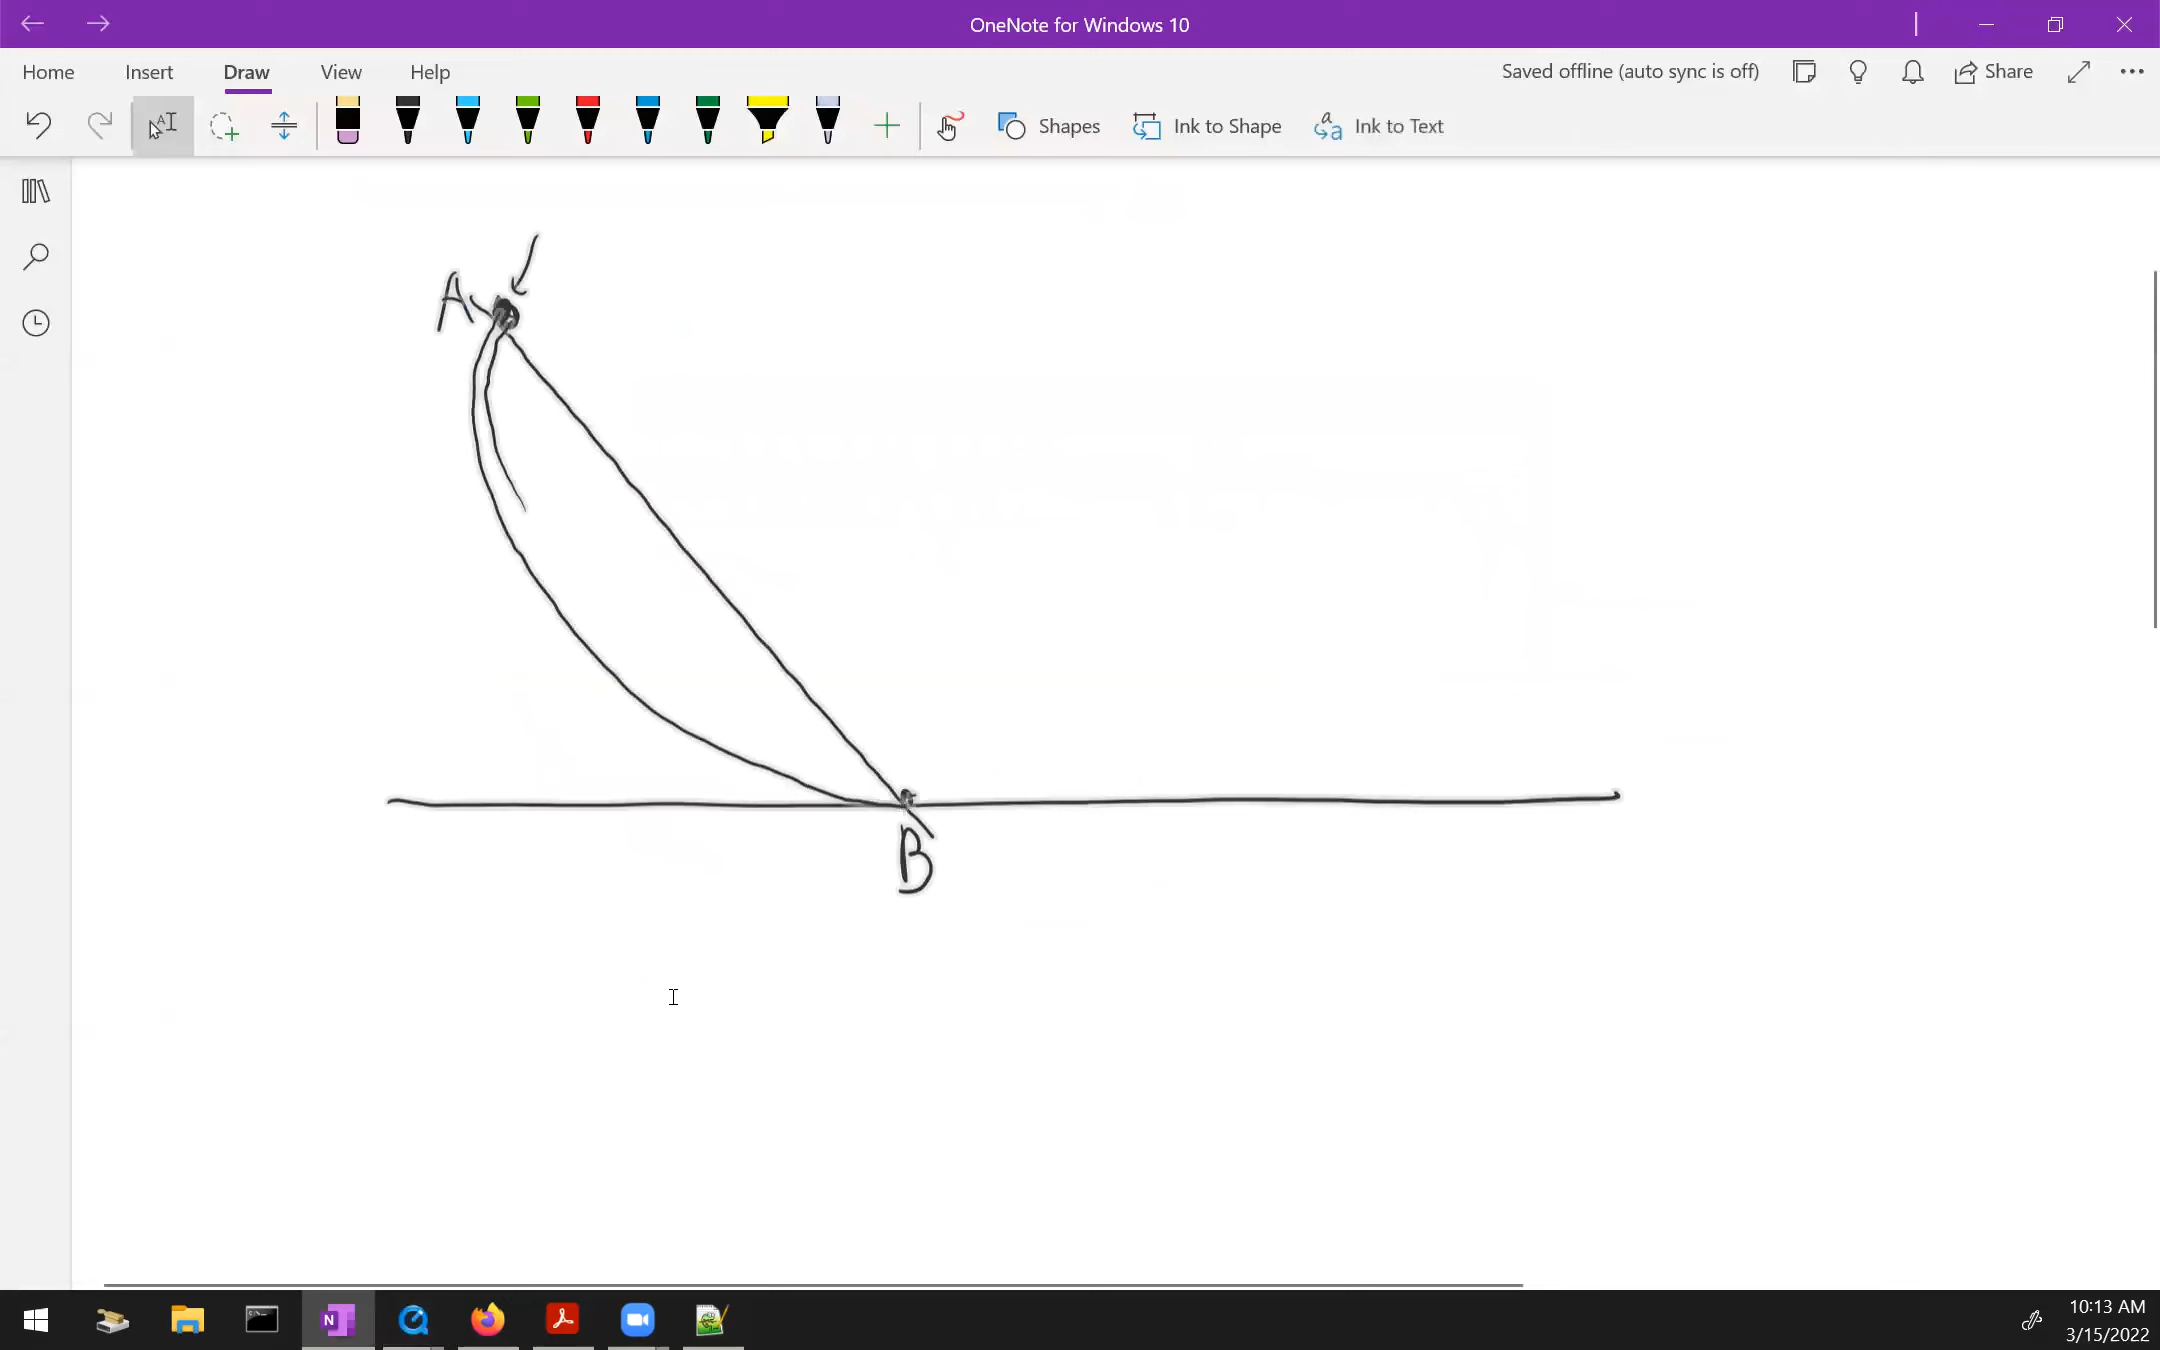 OneNote for Windows 10
Home Insert Draw View Help Saved offline (auto sync is off) Share
Shapes Ink to Shape Ink to Text
A
B
10:13 AM
3/15/2022